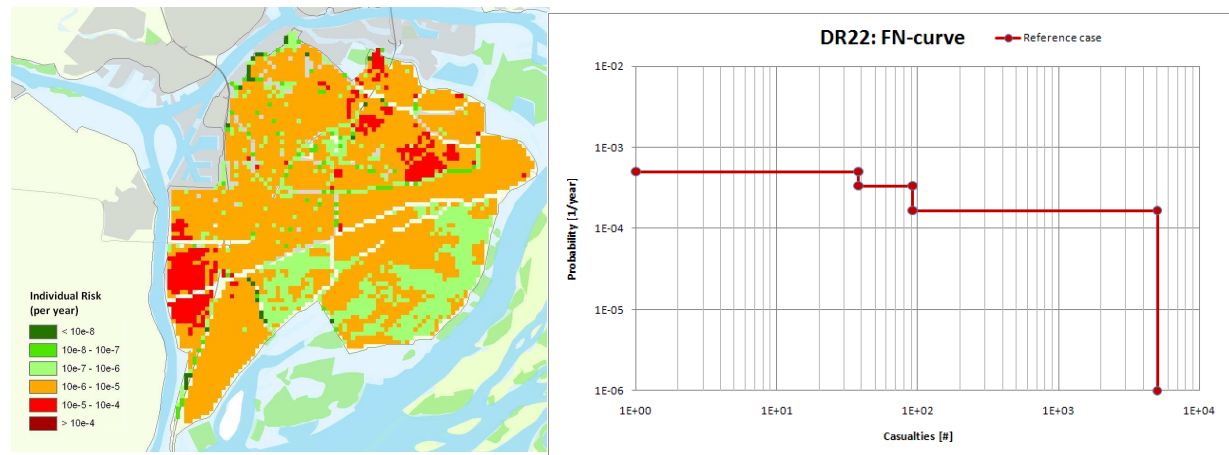 Individual Risk
(per year)
< 10e-8
10e-8 - 10e-7
10e-7 - 10e-6
10e-6 - 10e-5
10e-5 - 10e-4
> 10e-4
DR22: FN-curve
Reference case
1E-02
1E-03
1E-04
1E-05
1E-06
Probability [1/year]
1E+00
1E+01
1E+02
1E+03
1E+04
Casualties [#]